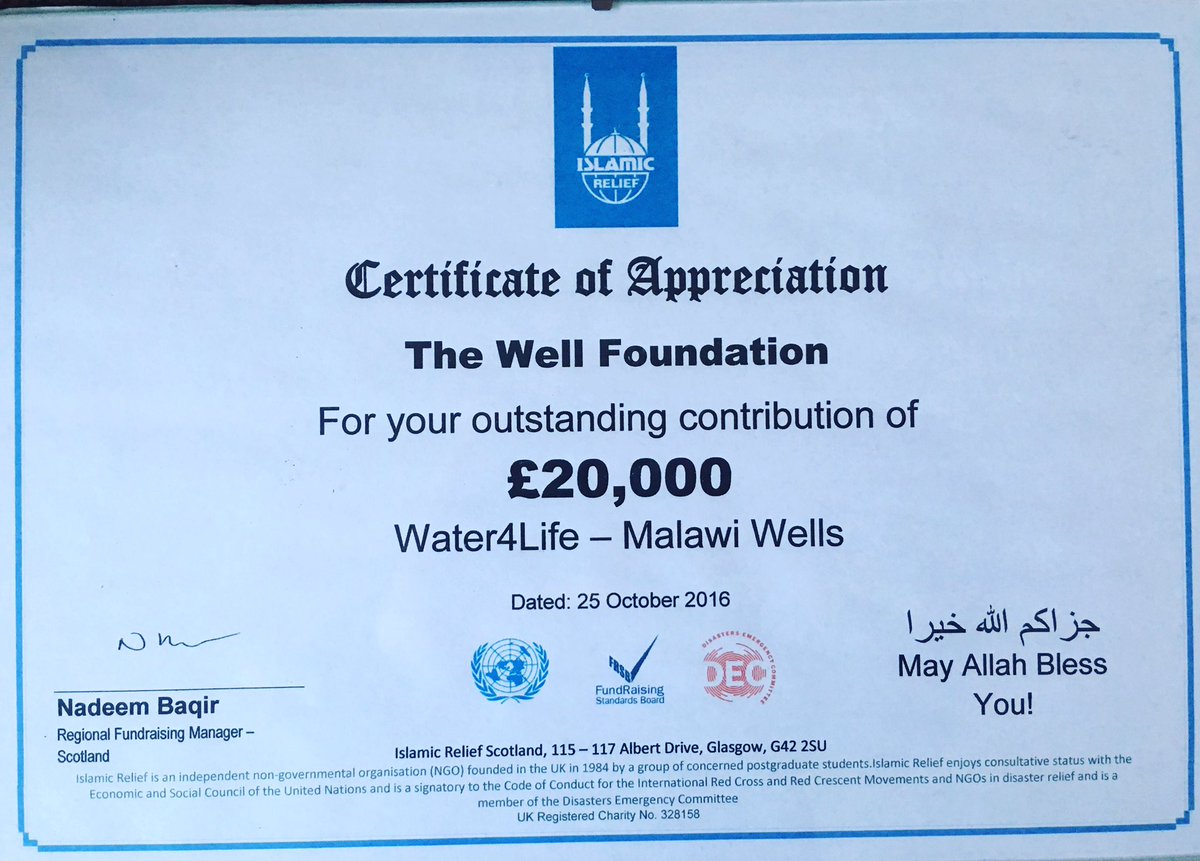 ISLAMIC
RELIEF
Certificate of Appreciation
The Well Foundation
For your outstanding contribution of
£20,000
Water4Life – Malawi Wells
Dated: 25 October 2016
Nadeem Baqir
Regional Fundraising Manager –
Scotland
FRSB
FundRaising
Standards Board
DISASTERS EMERGENCY COMMITTEE
DEC
جزاكم الله خيرا
May Allah Bless
You!
Islamic Relief Scotland, 115 – 117 Albert Drive, Glasgow, G42 2SU
Islamic Relief is an independent non-governmental organisation (NGO) founded in the UK in 1984 by a group of concerned postgraduate students.Islamic Relief enjoys consultative status with the
Economic and Social Council of the United Nations and is a signatory to the Code of Conduct for the International Red Cross and Red Crescent Movements and NGOs in disaster relief and is a
member of the Disasters Emergency Committee
UK Registered Charity No. 328158